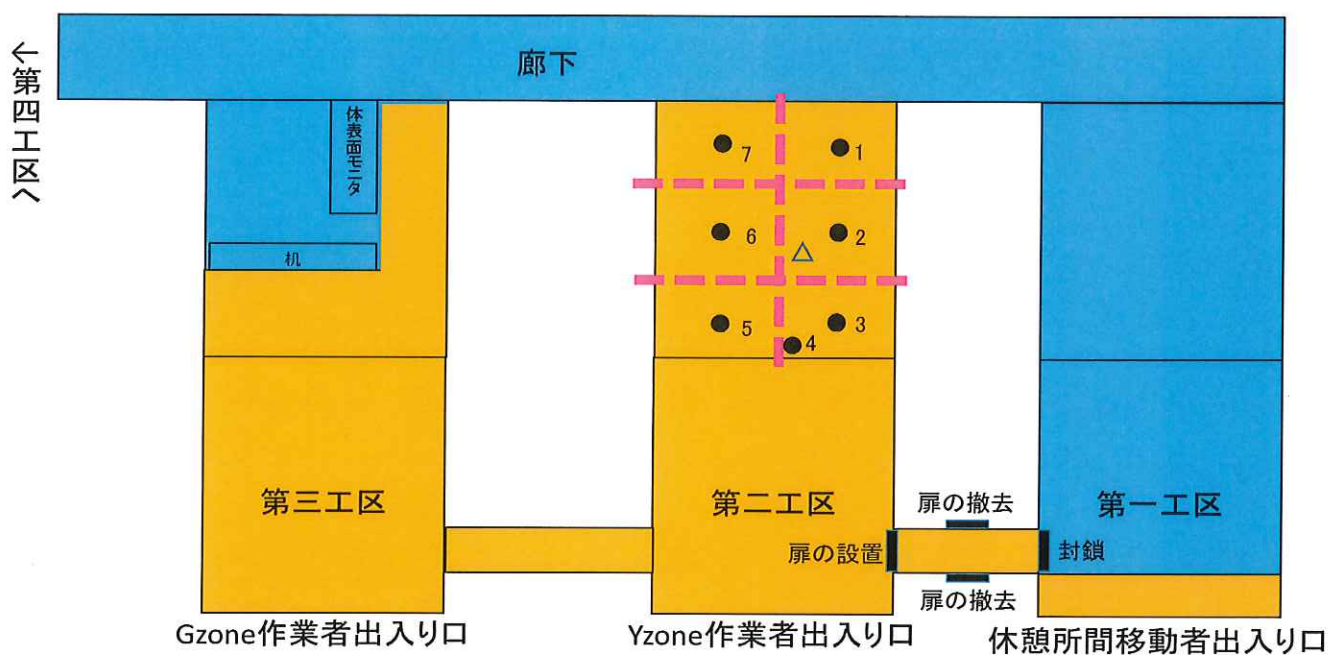 廊下
←第四工区へ
体表面モニタ
机
7
1
6
2
△
5
3
4
第三工区
第二工区
第一工区
扉の撤去
扉の設置
封鎖
扉の撤去
Gzone作業者出入り口
Yzone作業者出入り口
休憩所間移動者出入り口